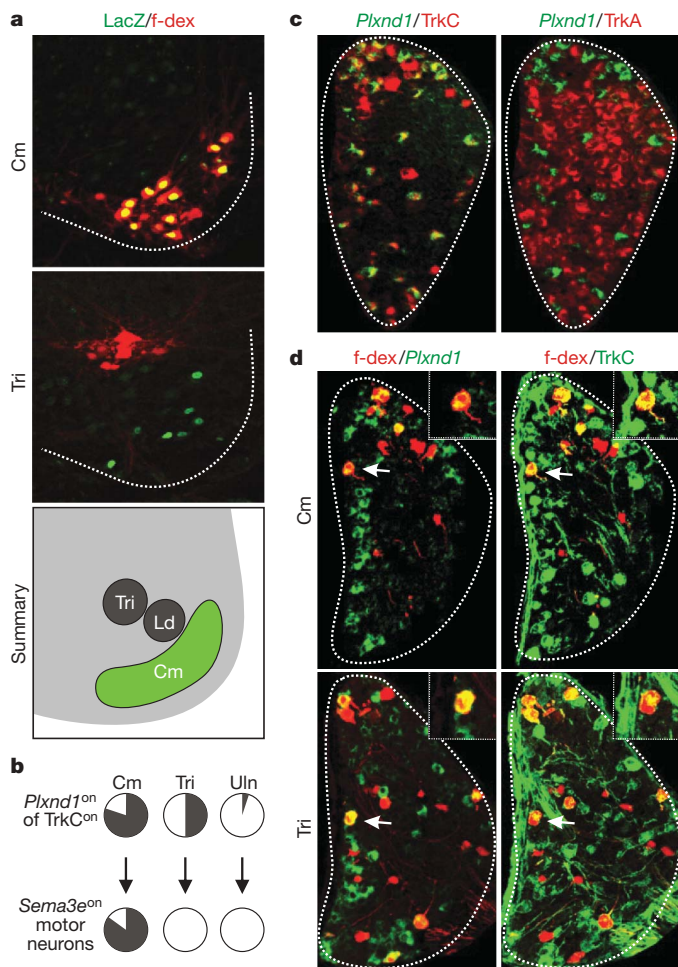 a
LacZ/f-dex
Cm
Tri
Summary
Tri
Ld
Cm
b
Cm Tri Uln
Plxnd1on
of TrkCon
Sema3eon
motor
neurons
c
Plxnd1/TrkC
Plxnd1/TrkA
d
f-dex/Plxnd1
f-dex/TrkC
Cm
Tri